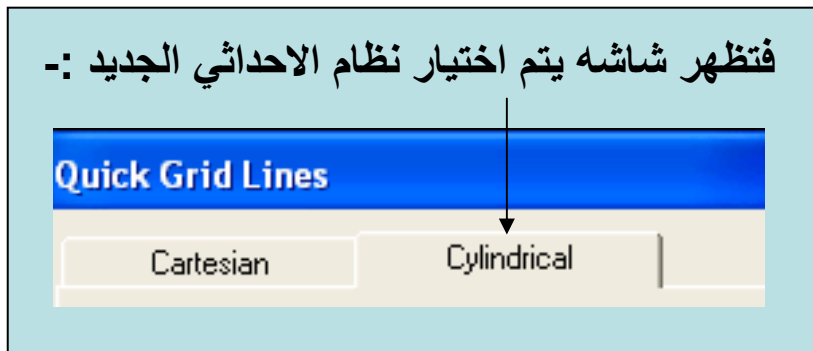 فتظهر شاشه يتم اختيار نظام الاحداثي الجديد :-
Quick Grid Lines
Cartesian Cylindrical